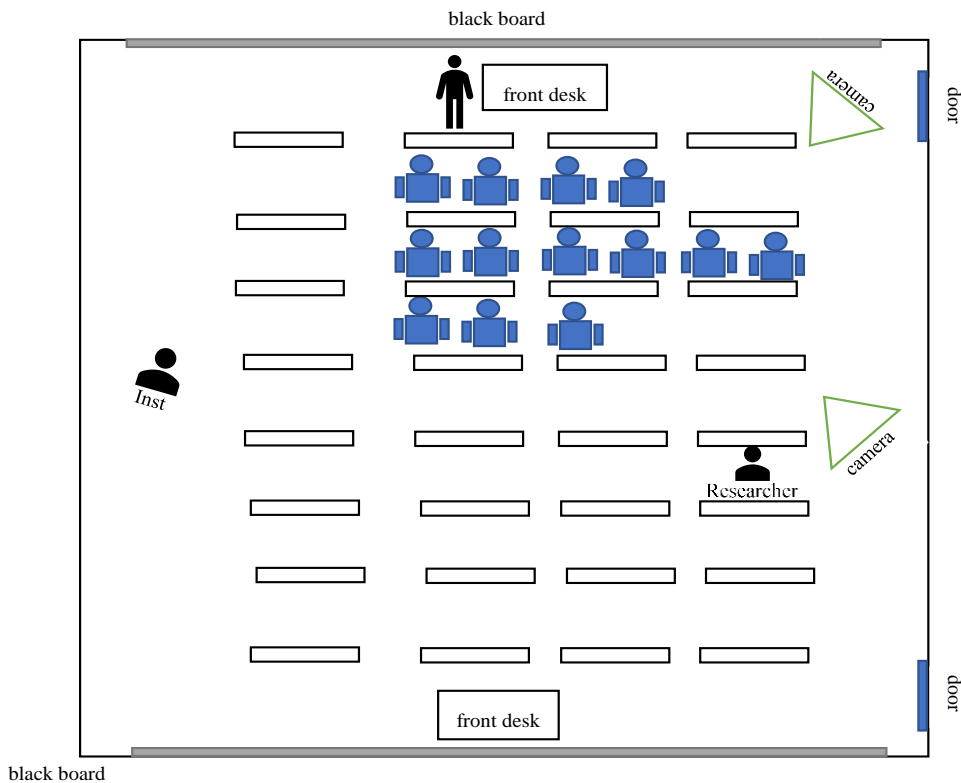 black board
front desk
camera
door
Inst
camera
Researcher
front desk
door
black board